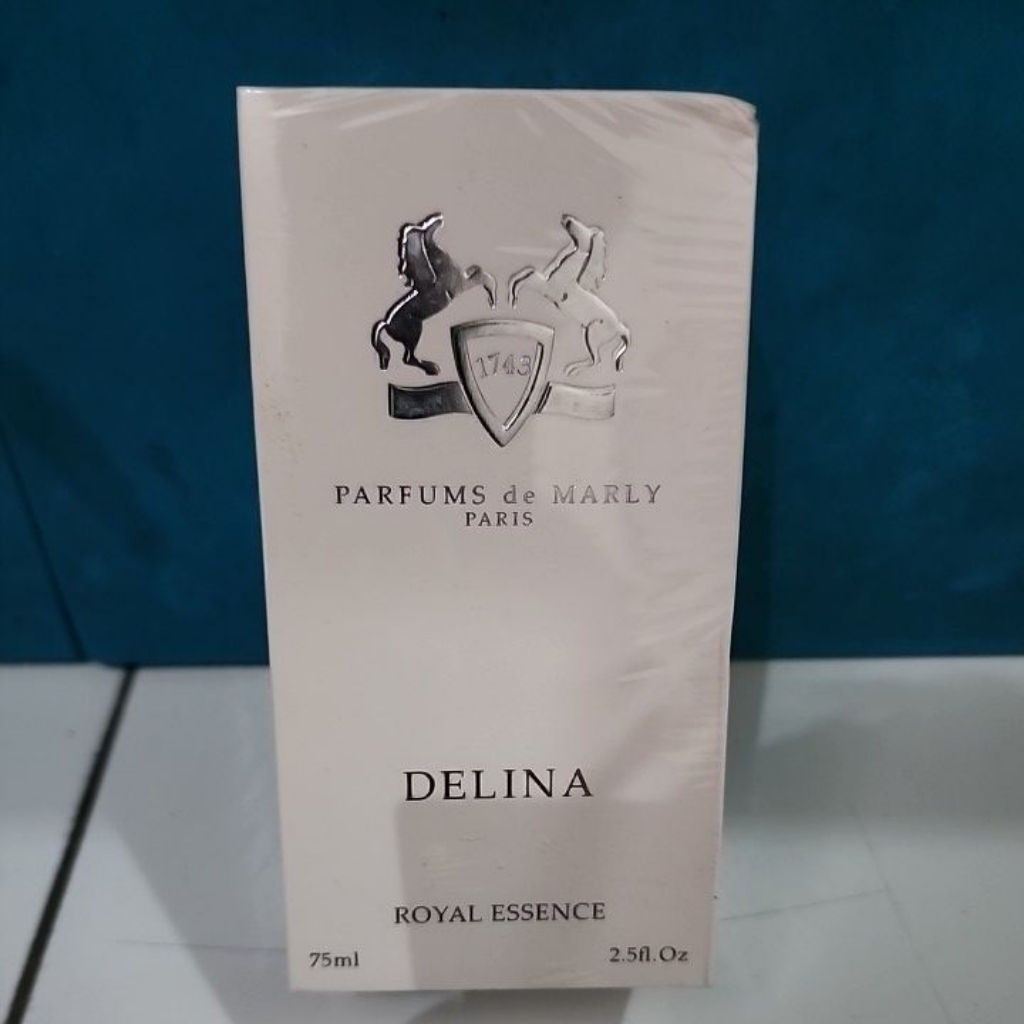 1743
PARFUMS de MARLY
PARIS
DELINA
ROYAL ESSENCE
75ml
2.5fl.Oz